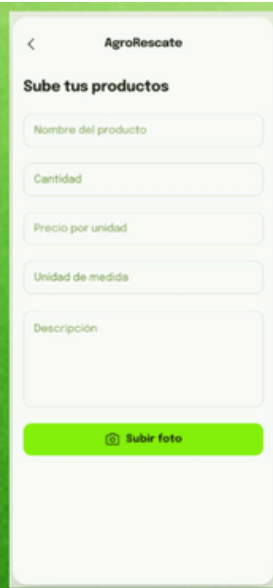 AgroRescate
Sube tus productos
Nombre del producto
Cantidad
Precio por unidad
Unidad de medida
Descripción
Subir foto